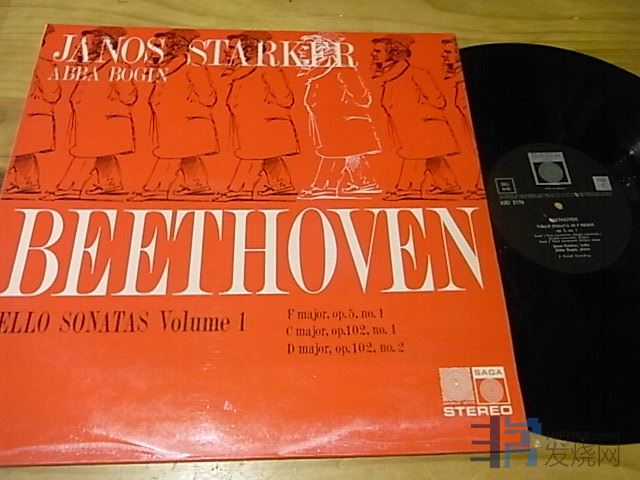 JANOS STARKER
ABBA BOGIN
BEETHOVEN
ELLO SONATAS Volume 1
F major, op. 5, no. 1
C major, op. 102, no. 1
D major, op. 102, no. 2
SAGA
STEREO
SAGA
BEETHOVEN
发烧网